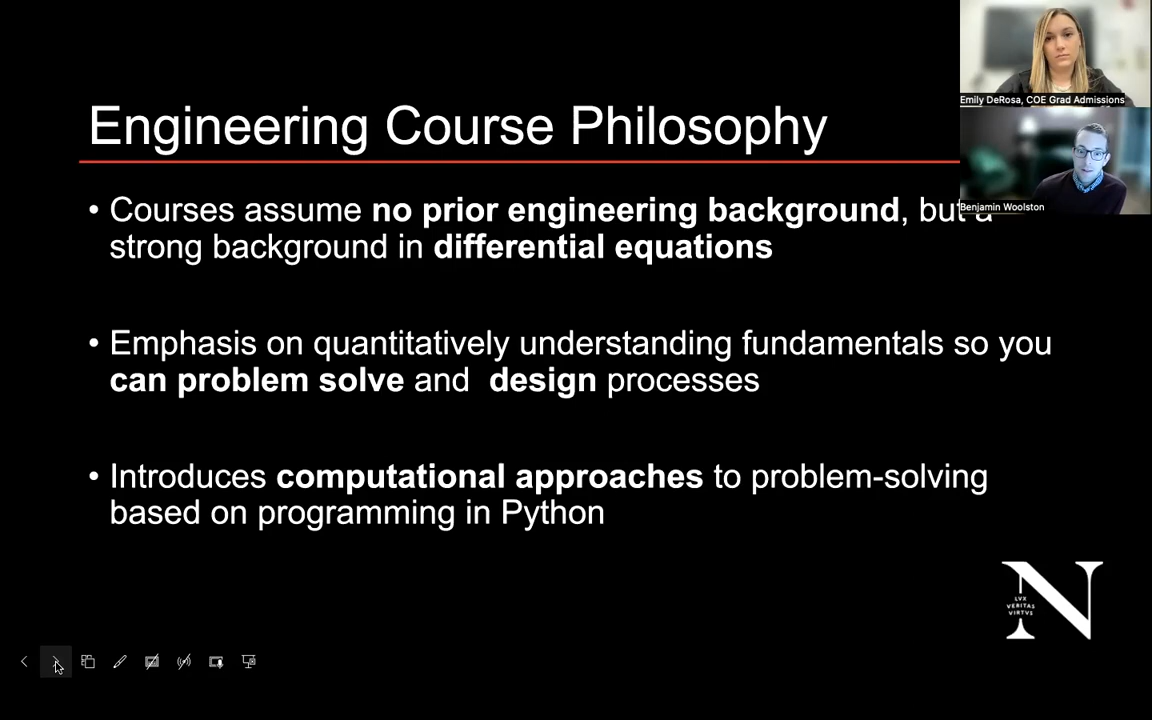 Engineering Course Philosophy
Emily DeRosa, COE Grad Admissions
Benjamin Woolston
• Courses assume no prior engineering background, but a
strong background in differential equations
• Emphasis on quantitatively understanding fundamentals so you
can problem solve and design processes
• Introduces computational approaches to problem-solving
based on programming in Python
N
LVX
VERITAS
VIRTVS